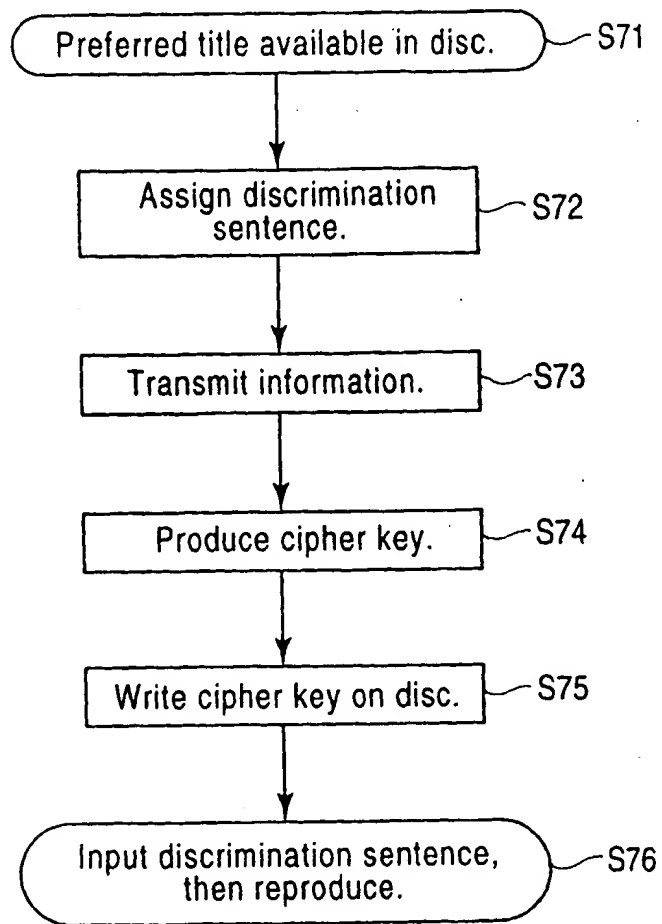 Preferred title available in disc.
S71
Assign discrimination
sentence.
S72
Transmit information.
S73
Produce cipher key.
S74
Write cipher key on disc.
S75
Input discrimination sentence,
then reproduce.
S76